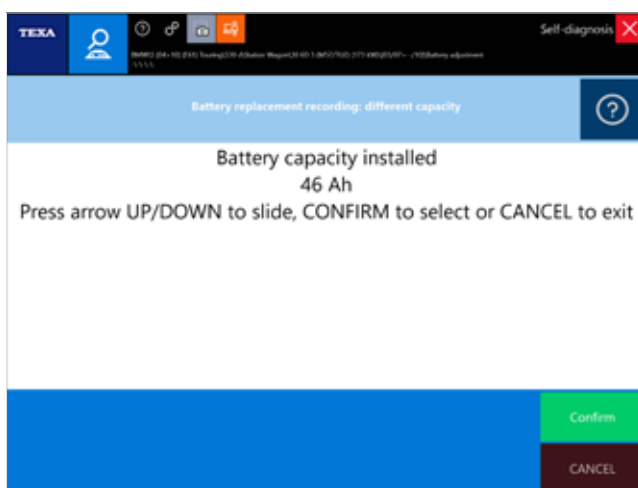 TEXA
Self-diagnosis
Battery replacement recording: different capacity
Battery capacity installed
46 Ah
Press arrow UP/DOWN to slide, CONFIRM to select or CANCEL to exit
Confirm
CANCEL